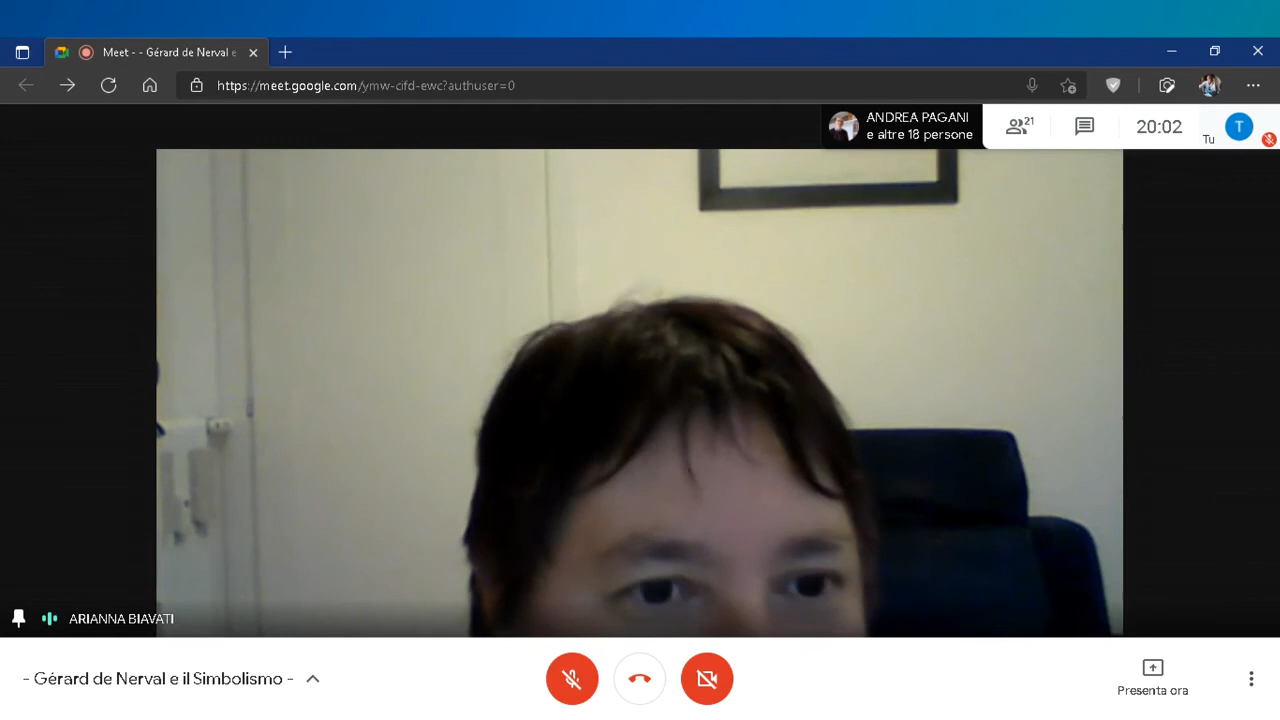 Meet - - Gérard de Nerval e
https://meet.google.com/ymw-cifd-ewc?authuser=0
ANDREA PAGANI
e altre 18 persone
21
20:02
Tu
T
ARIANNA BIAVATI
- Gérard de Nerval e il Simbolismo -
Presenta ora